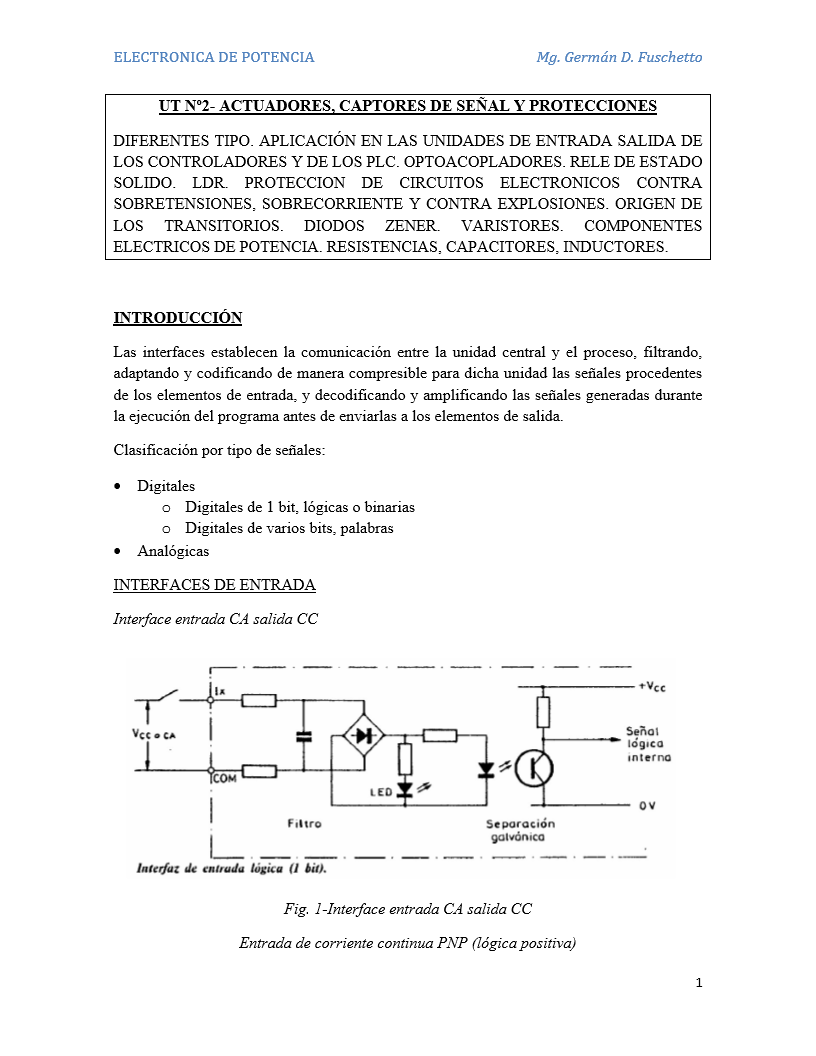 ELECTRONICA DE POTENCIA Mg. Germán D. Fuschetto
UT Nº2- ACTUADORES, CAPTORES DE SEÑAL Y PROTECCIONES
DIFERENTES TIPO. APLICACIÓN EN LAS UNIDADES DE ENTRADA SALIDA DE
LOS CONTROLADORES Y DE LOS PLC. OPTOACOPLADORES. RELE DE ESTADO
SOLIDO. LDR. PROTECCION DE CIRCUITOS ELECTRONICOS CONTRA
SOBRETENSIONES, SOBRECORRIENTE Y CONTRA EXPLOSIONES. ORIGEN DE
LOS TRANSITORIOS. DIODOS ZENER. VARISTORES. COMPONENTES
ELECTRICOS DE POTENCIA. RESISTENCIAS, CAPACITORES, INDUCTORES.
INTRODUCCIÓN
Las interfaces establecen la comunicación entre la unidad central y el proceso, filtrando,
adaptando y codificando de manera compresible para dicha unidad las señales procedentes
de los elementos de entrada, y decodificando y amplificando las señales generadas durante
la ejecución del programa antes de enviarlas a los elementos de salida.
Clasificación por tipo de señales:
• Digitales
o Digitales de 1 bit, lógicas o binarias
o Digitales de varios bits, palabras
• Analógicas
INTERFACES DE ENTRADA
Interface entrada CA salida CC
Ix
+Vcc
Vcc o CA
Señal
lógica
interna
COM
LED
0 V
Filtro
Separación
galvánica
Interfaz de entrada lógica (1 bit).
Fig. 1-Interface entrada CA salida CC
Entrada de corriente continua PNP (lógica positiva)
1